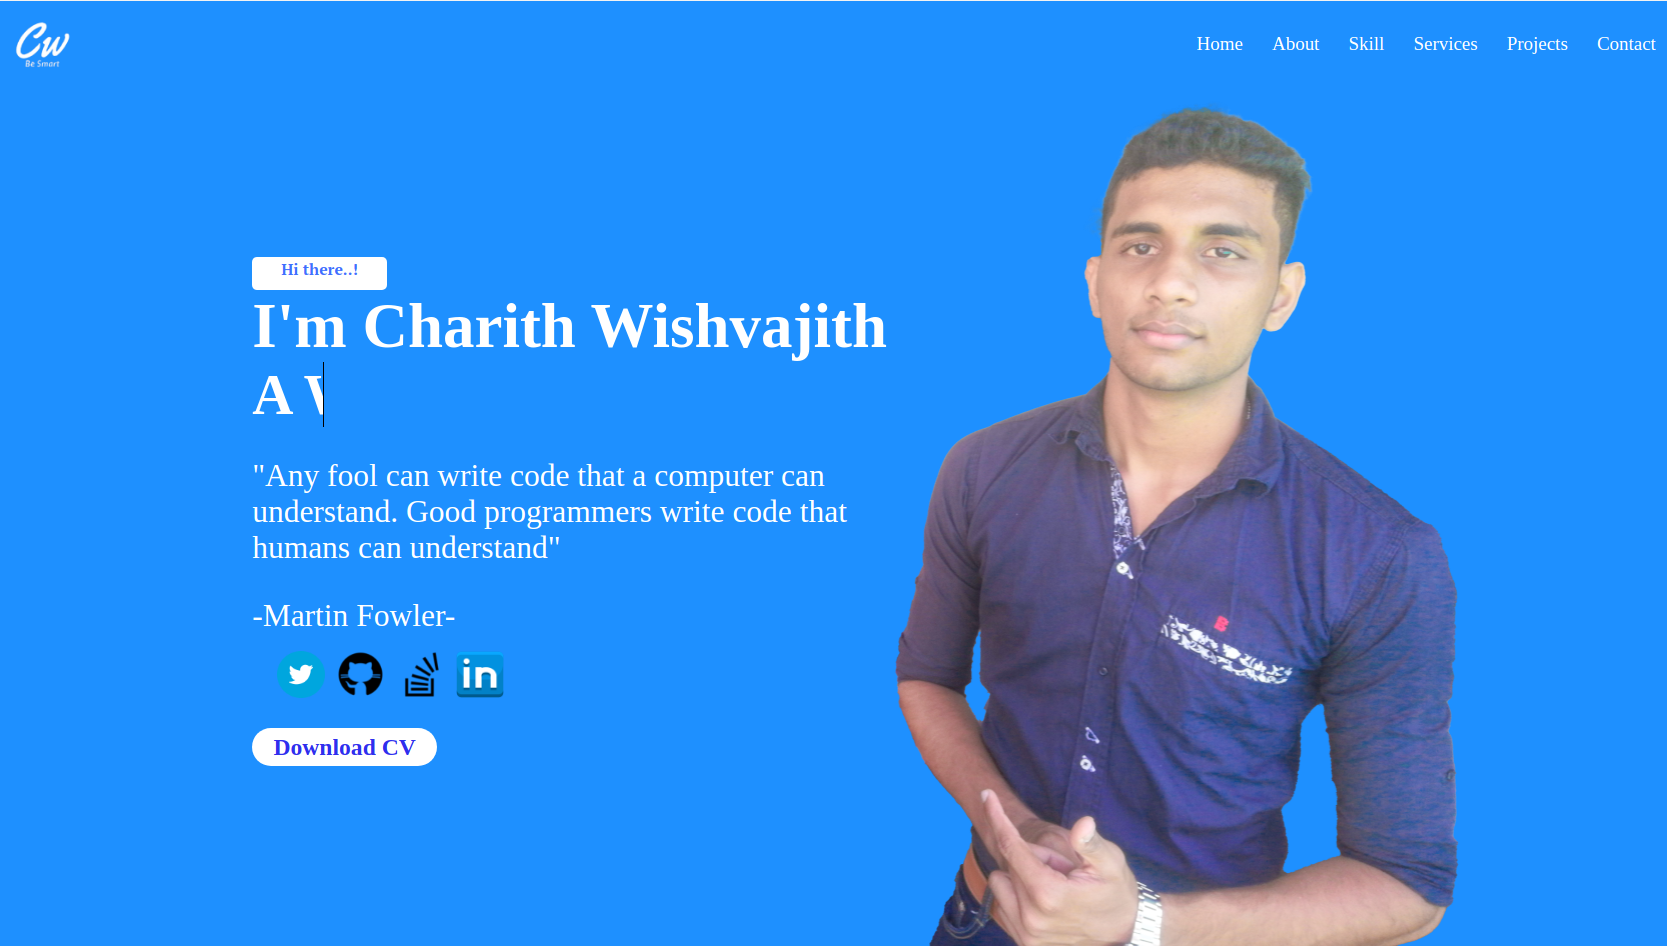 Cw
Be Smart
Home About Skill Services Projects Contact
Hi there..!
I'm Charith Wishvajith
A
"Any fool can write code that a computer can
understand. Good programmers write code that
humans can understand"
-Martin Fowler-
in
Download CV
B